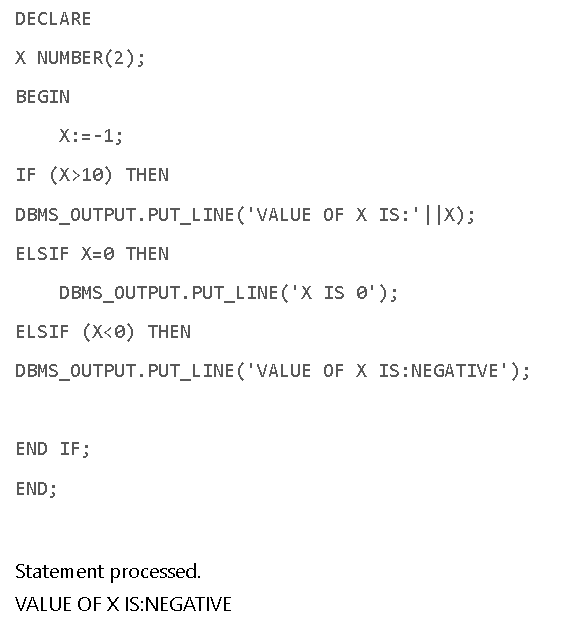 DECLARE
X NUMBER(2);
BEGIN
    X:=-1;
IF (X>10) THEN
DBMS_OUTPUT.PUT_LINE('VALUE OF X IS:'||X);
ELSIF X=0 THEN
    DBMS_OUTPUT.PUT_LINE('X IS 0');
ELSIF (X<0) THEN
DBMS_OUTPUT.PUT_LINE('VALUE OF X IS:NEGATIVE');
END IF;
END;
Statement processed.
VALUE OF X IS:NEGATIVE